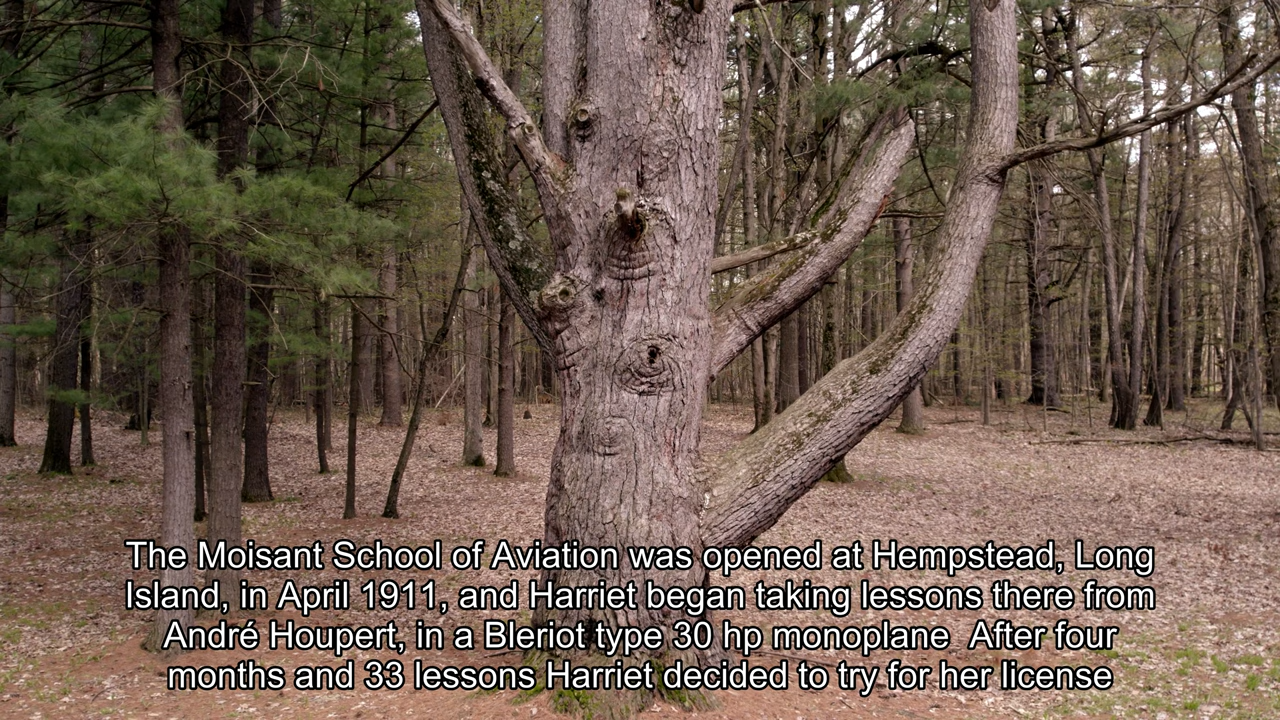 The Moisant School of Aviation was opened at Hempstead, Long
Island, in April 1911, and Harriet began taking lessons there from
André Houpert, in a Bleriot type 30 hp monoplane  After four
months and 33 lessons Harriet decided to try for her license